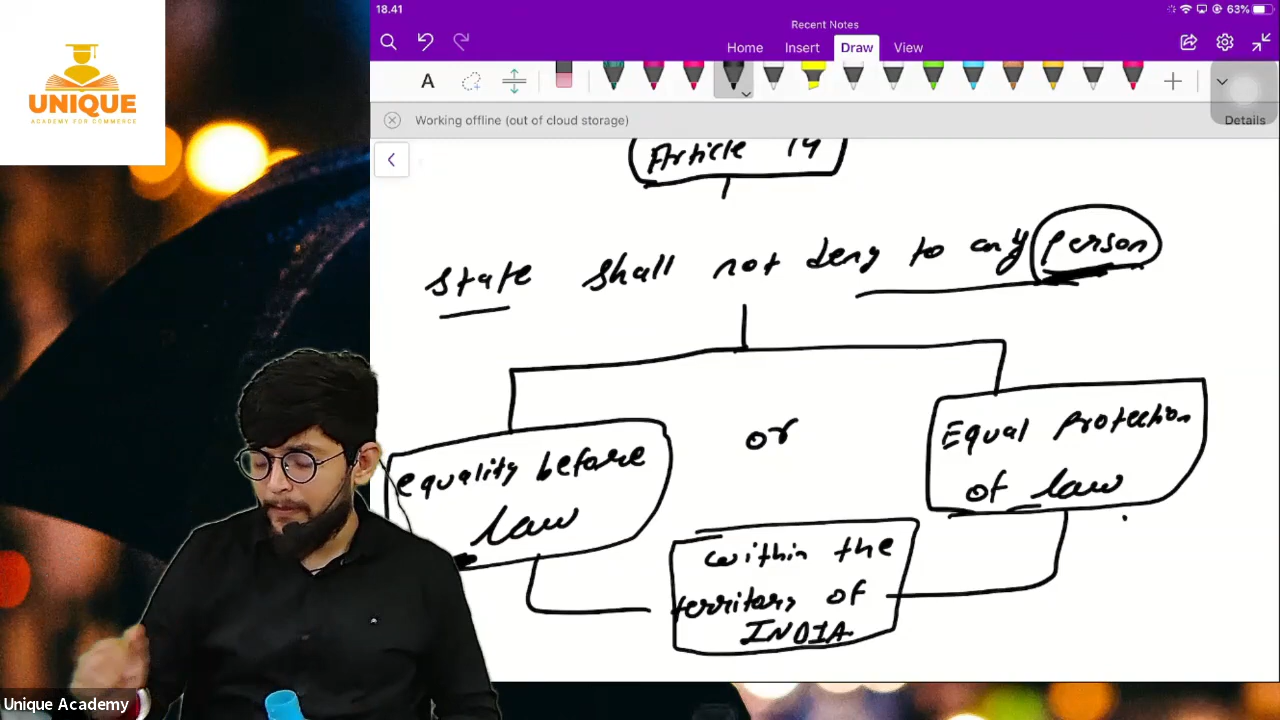 UNIQUE
ACADEMY FOR COMMERCE
18.41
63%
Recent Notes
Home Insert Draw View
A
Working offline (out of cloud storage)
Details
Article 14
state shall not deny to any person
equality before
law
or
Equal Protection
of law
within the
territory of
INDIA
Unique Academy